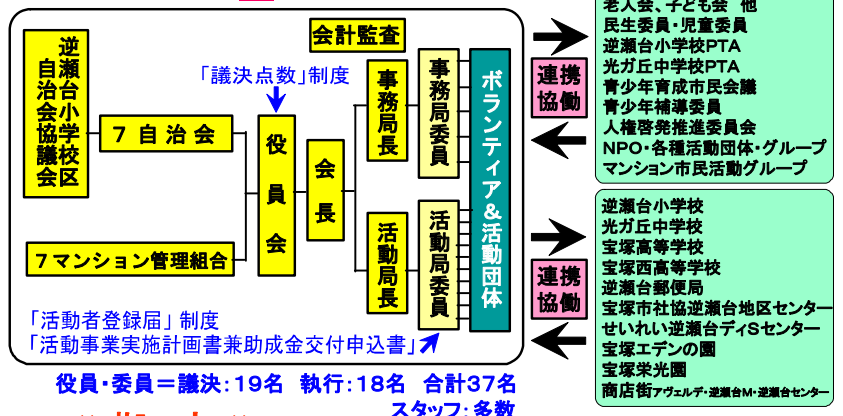 会計監査
逆瀬台小学校区
自治会協議会
「議決点数」制度
7自治会
役員会
会長
事務局長
事務局委員
活動局長
活動局委員
ボランティア&活動団体
7マンション管理組合
「活動者登録届」制度
「活動事業実施計画書兼助成金交付申込書」
役員・委員=議決:19名 執行:18名 合計37名
スタッフ:多数
連携
協働
老人会、子ども会 他
民生委員・児童委員
逆瀬台小学校PTA
光ガ丘中学校PTA
青少年育成市民会議
青少年補導委員
人権啓発推進委員会
NPO・各種活動団体・グループ
マンション市民活動グループ
連携
協働
逆瀬台小学校
光ガ丘中学校
宝塚高等学校
宝塚西高等学校
逆瀬台郵便局
宝塚市社協逆瀬台地区センター
せいれい逆瀬台ディSセンター
宝塚エデンの園
宝塚栄光園
商店街アヴェルデ・逆瀬台M・逆瀬台センター